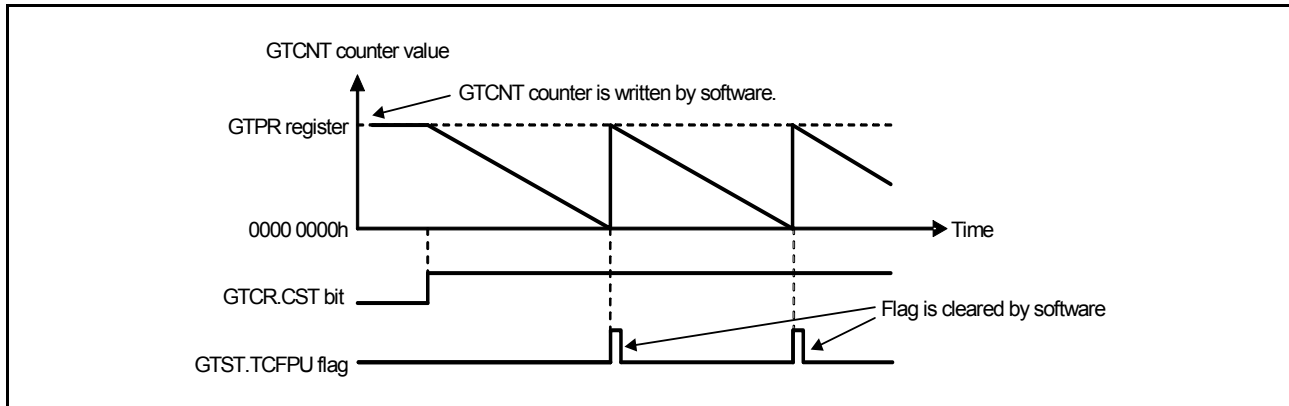 GTCNT counter value
GTCNT counter is written by software.
GTPR register
0000 0000h
Time
GTCR.CST bit
Flag is cleared by software
GTST.TCFPU flag